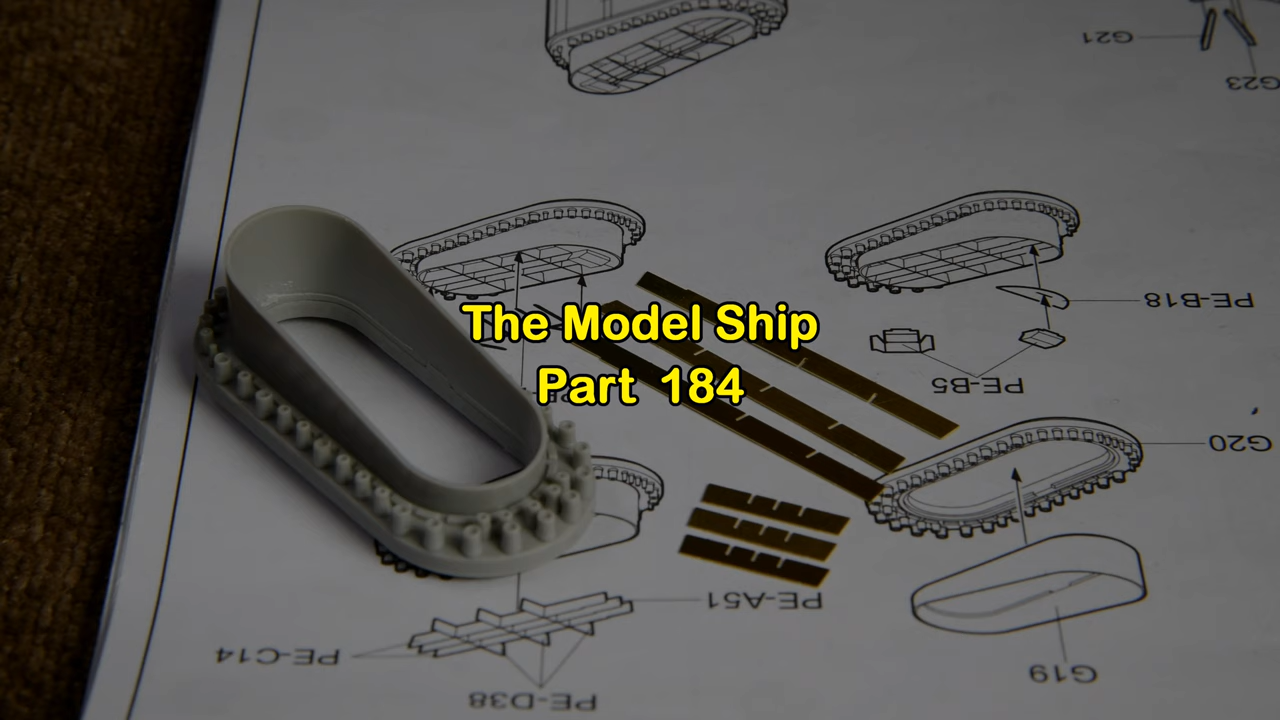 The Model Ship
Part 184
G21
G23
PE-B18
PE-B5
G20
PE-A51
PE-C14
G19
PE-D38